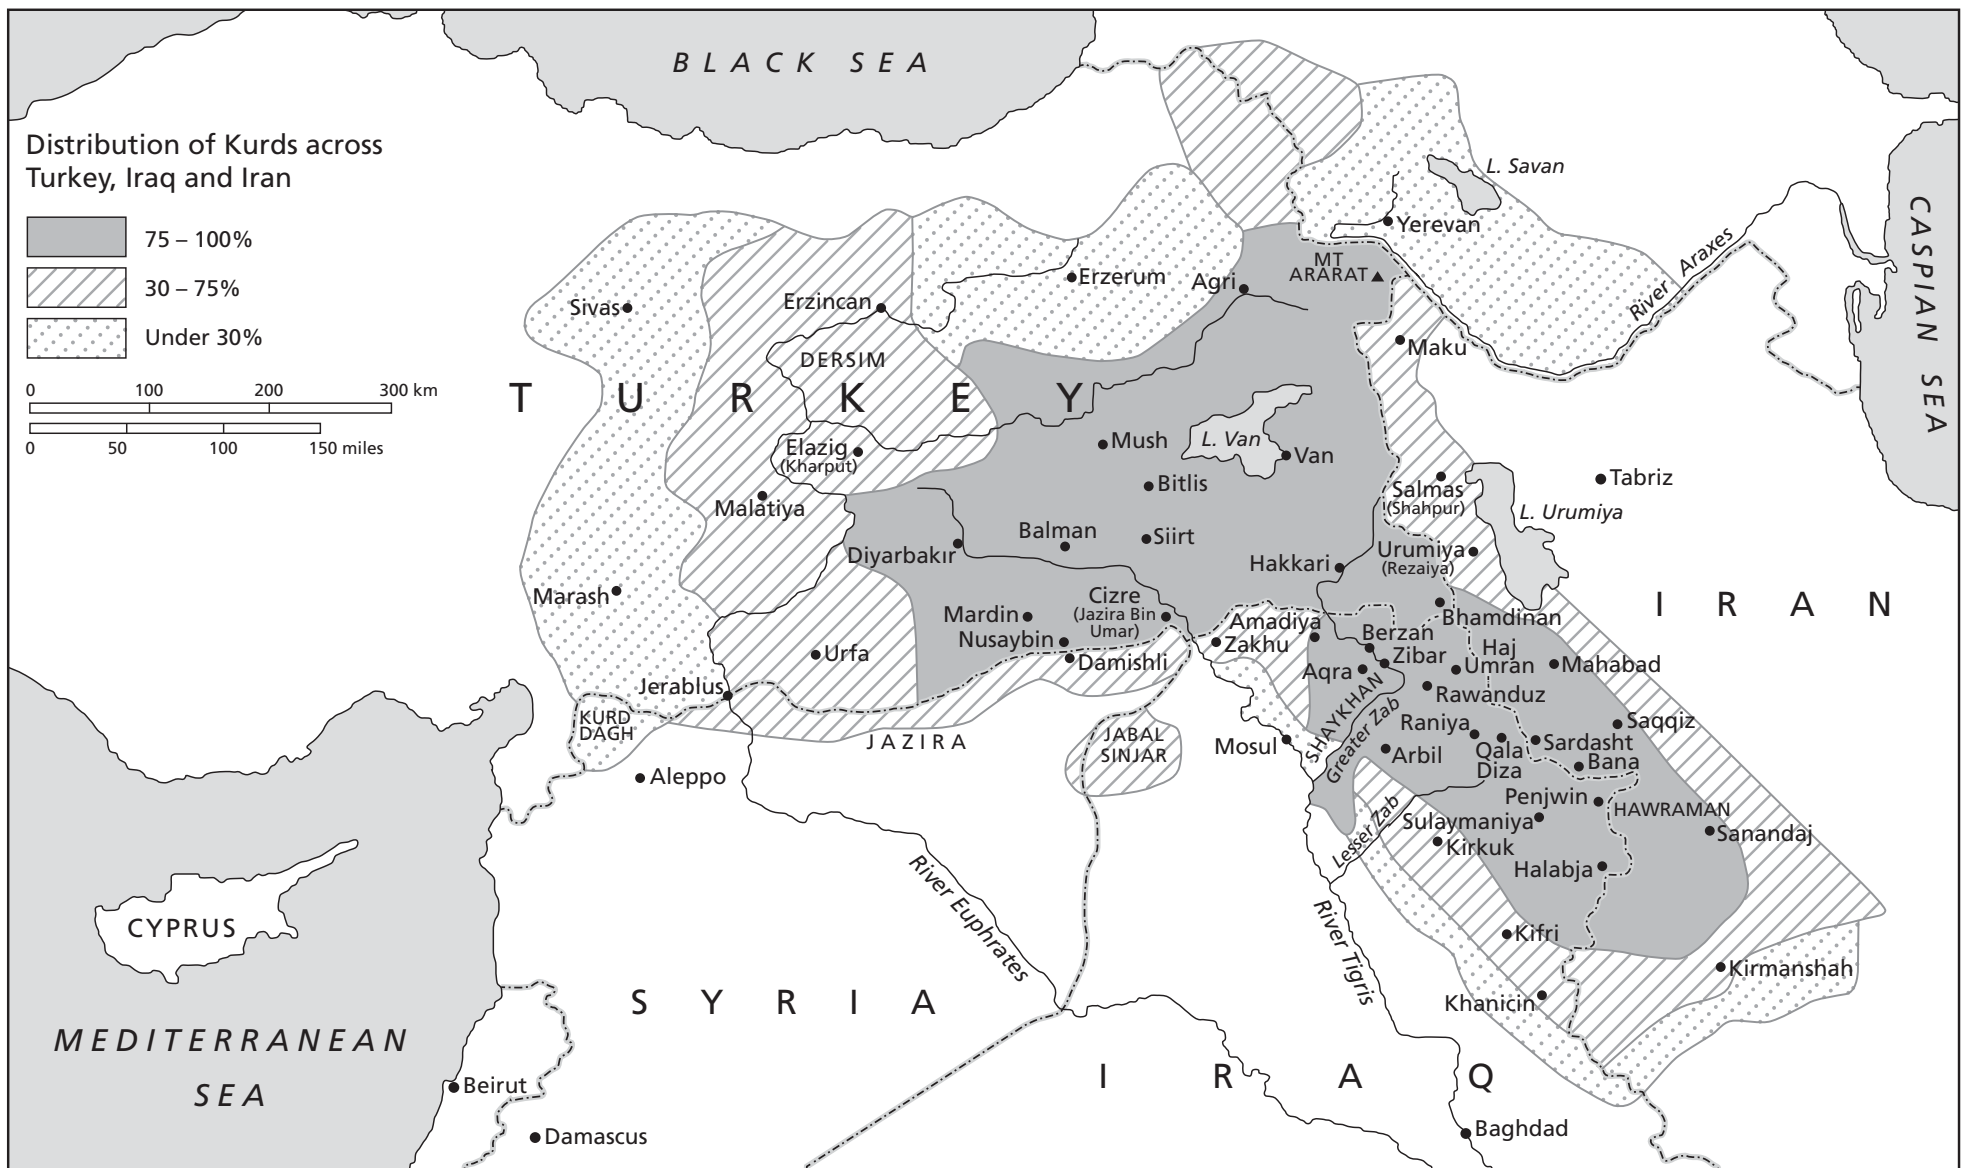 BLACK SEA
Distribution of Kurds across
Turkey, Iraq and Iran
75 – 100%
30 – 75%
Under 30%
0 100 200 300 km
0 50 100 150 miles
L. Savan
Yerevan
CASPIAN SEA
River Araxes
MT
ARARAT
Agri
Erzerum
Erzincan
Sivas
DERSIM
Maku
TURKEY
Mush
L. Van
Van
Elazig
(Kharput)
Malatiya
Bitlis
Salmas
(Shahpur)
Tabriz
L. Urumiya
Balman
Siirt
Diyarbakır
Hakkari
Urumiya
(Rezaiya)
Marash
Mardin
Cizre
(Jazira Bin
Umar)
Nusaybin
IRAN
Bhamdinan
Amadiya
Zakhu
Berzan
Zibar
Haj
Umran
Mahabad
Urfa
Damishli
Aqra
Rawanduz
Jerablus
KURD
DAGH
JAZIRA
JABAL
SINJAR
Mosul
SHAYKHAN
Greater Zab
Raniya
Arbil
Qala
Diza
Saqqiz
Sardasht
Bana
Aleppo
Penjwin
HAWRAMAN
Sulaymaniya
Lesser Zab
Kirkuk
Sanandaj
Halabja
River Euphrates
River Tigris
CYPRUS
Kifri
Kirmanshah
Khanicin
SYRIA
MEDITERRANEAN
SEA
IRAQ
Beirut
Damascus
Baghdad